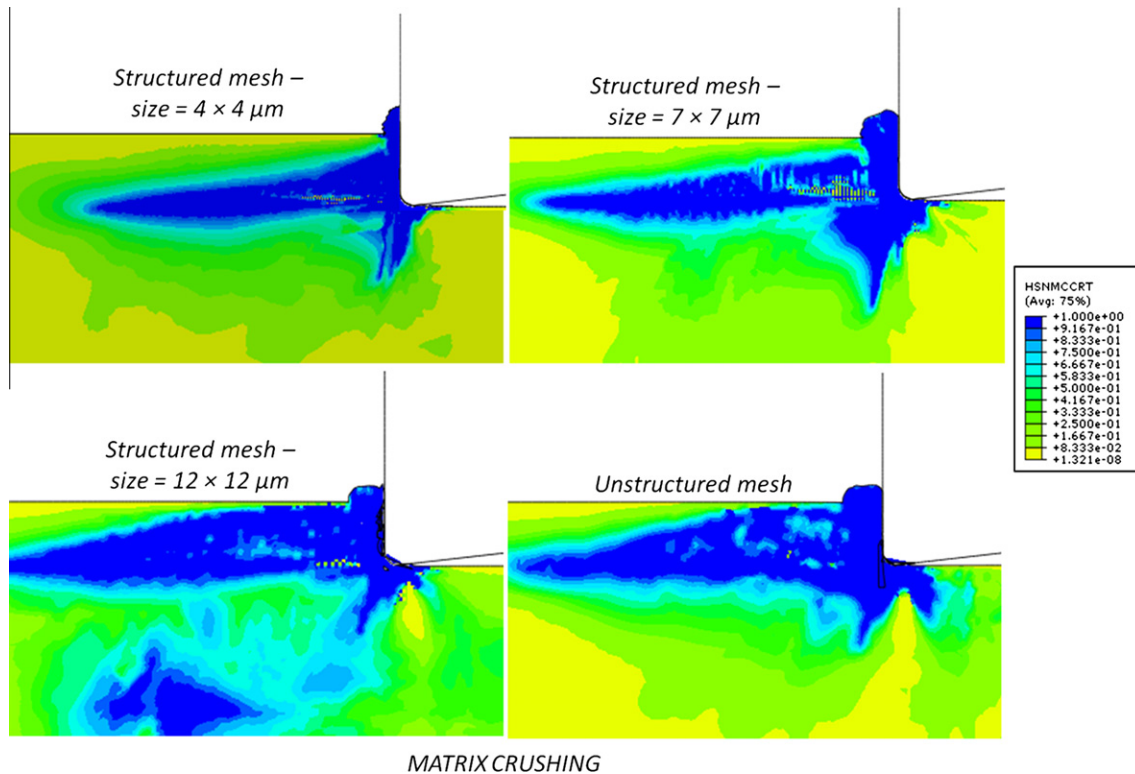 Structured mesh –
size = 4 × 4 μm
Structured mesh –
size = 7 × 7 μm
HSNMCCRT
(Avg: 75%)
+1.000e+00
+9.167e-01
+8.333e-01
+7.500e-01
+6.667e-01
+5.833e-01
+5.000e-01
+4.167e-01
+3.333e-01
+2.500e-01
+1.667e-01
+8.333e-02
+1.321e-08
Structured mesh –
size = 12 × 12 μm
Unstructured mesh
MATRIX CRUSHING